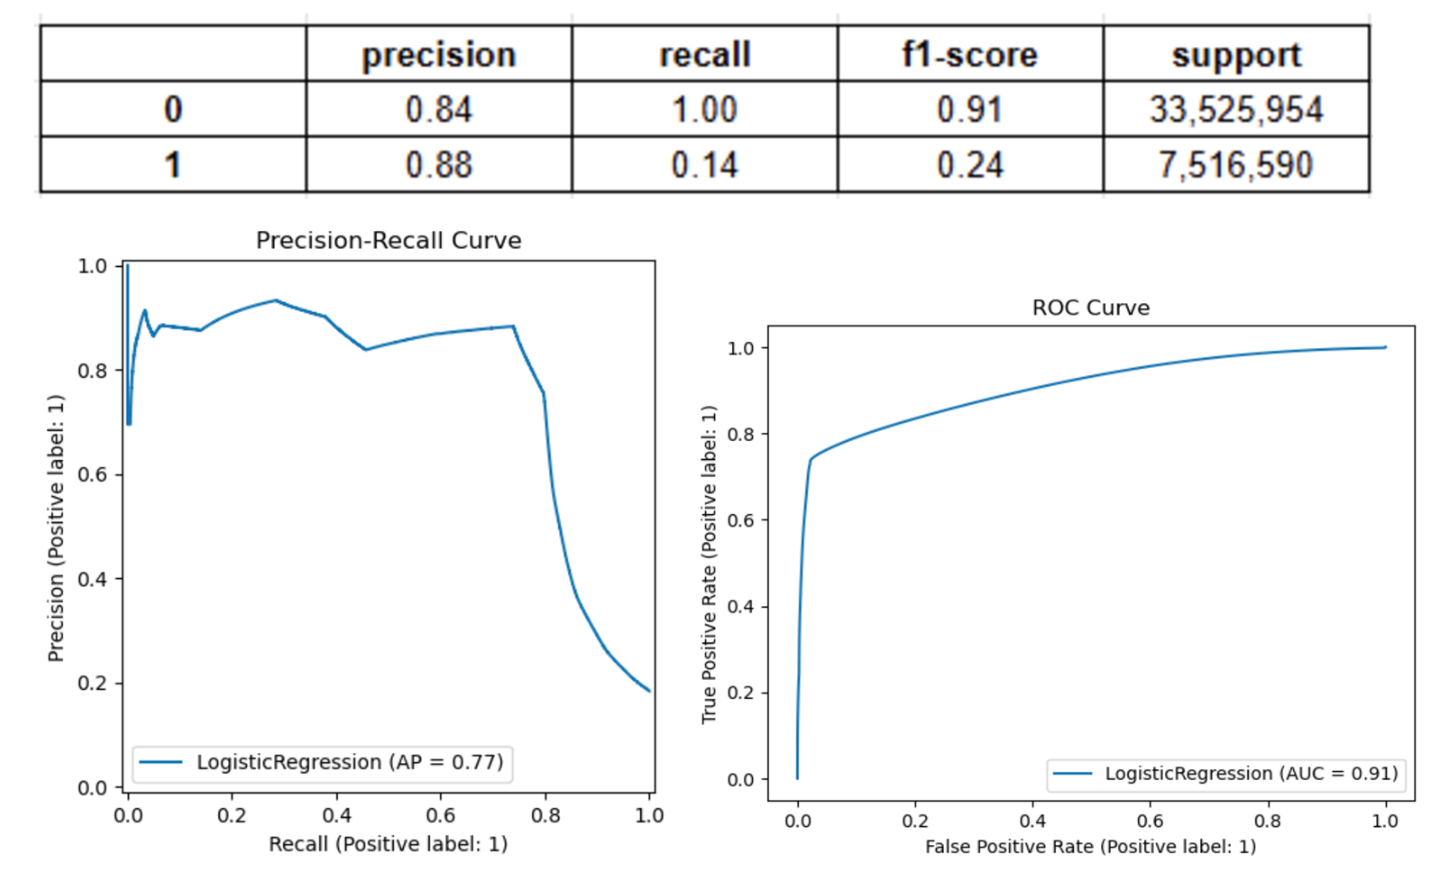 precision recall f1-score support
0 0.84 1.00 0.91 33,525,954
1 0.88 0.14 0.24 7,516,590
Precision-Recall Curve
1.0
0.8
0.6
0.4
0.2
0.0
Precision (Positive label: 1)
LogisticRegression (AP = 0.77)
0.0 0.2 0.4 0.6 0.8 1.0
Recall (Positive label: 1)
ROC Curve
1.0
0.8
0.6
0.4
0.2
0.0
True Positive Rate (Positive label: 1)
LogisticRegression (AUC = 0.91)
0.0 0.2 0.4 0.6 0.8 1.0
False Positive Rate (Positive label: 1)